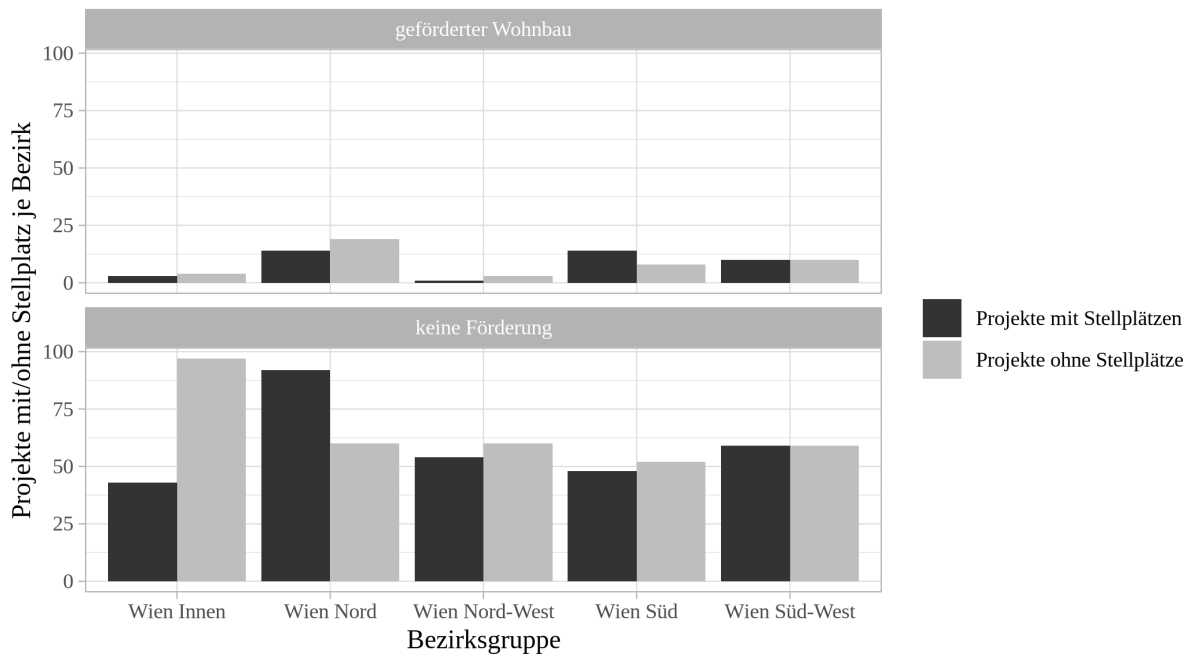 geförderter Wohnbau
100
75
50
25
0
keine Förderung
100
75
50
25
0
Wien Innen Wien Nord Wien Nord-West Wien Süd Wien Süd-West
Bezirksgruppe
Projekte mit/ohne Stellplatz je Bezirk
Projekte mit Stellplätzen
Projekte ohne Stellplätze